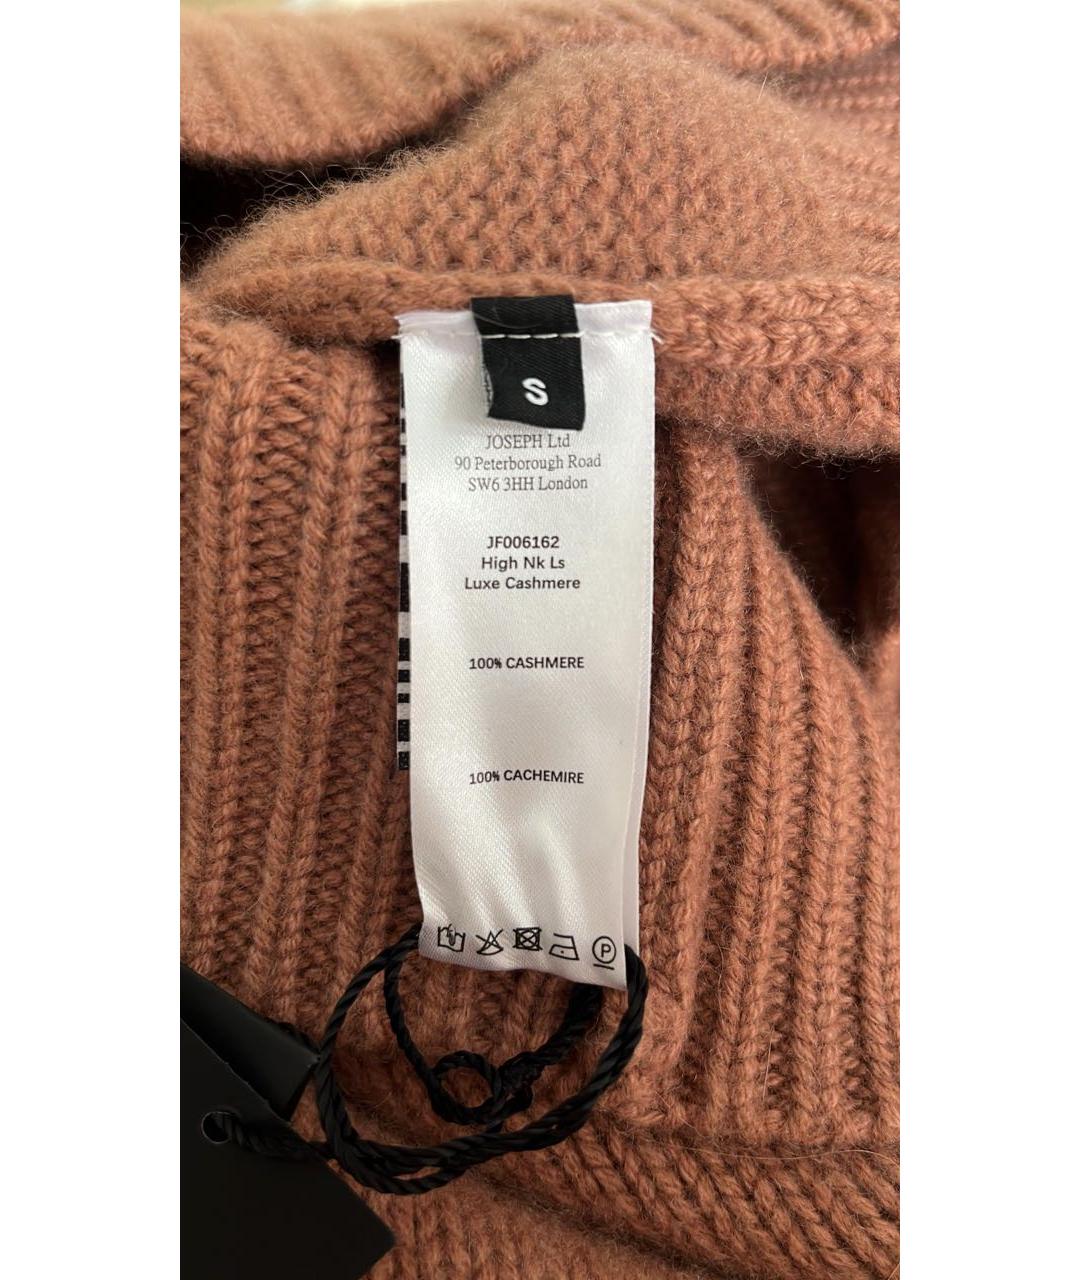 S
JOSEPH Ltd
90 Peterborough Road
SW6 3HH London
JF006162
High Nk Ls
Luxe Cashmere
100% CASHMERE
100% CACHEMIRE
P